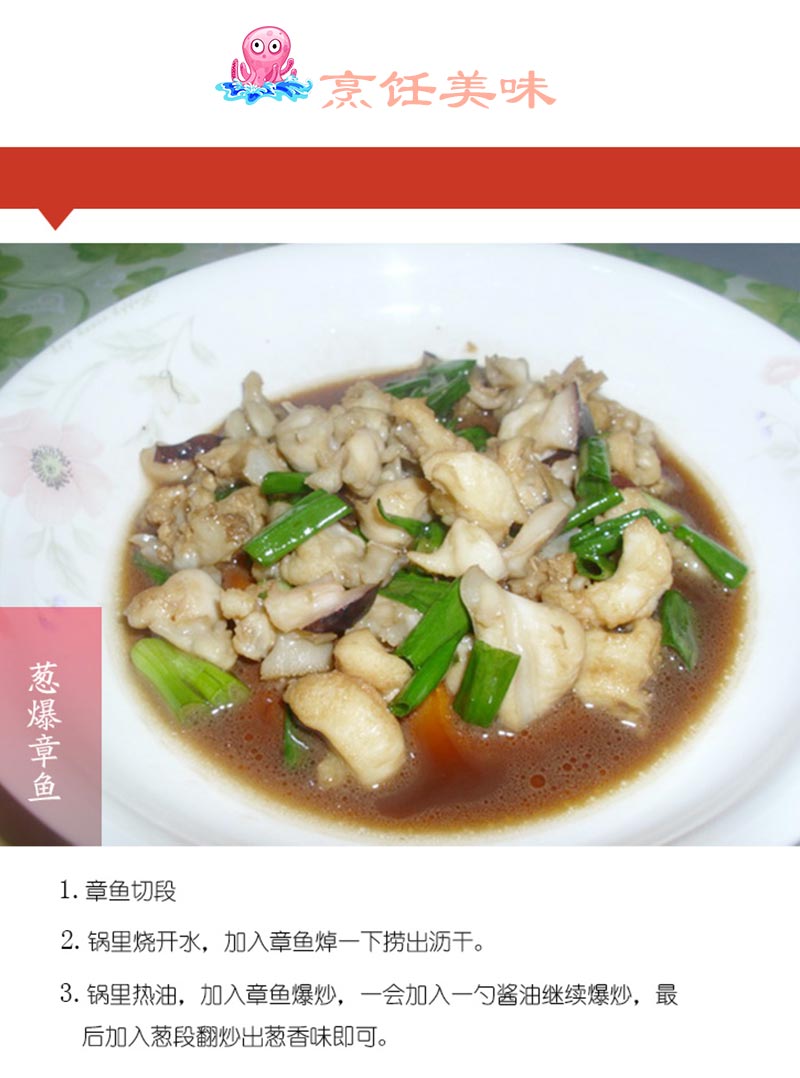 烹饪美味
葱爆章鱼
1. 章鱼切段
2. 锅里烧开水，加入章鱼焯一下捞出沥干。
3. 锅里热油，加入章鱼爆炒，一会加入一勺酱油继续爆炒，最
后加入葱段翻炒出葱香味即可。